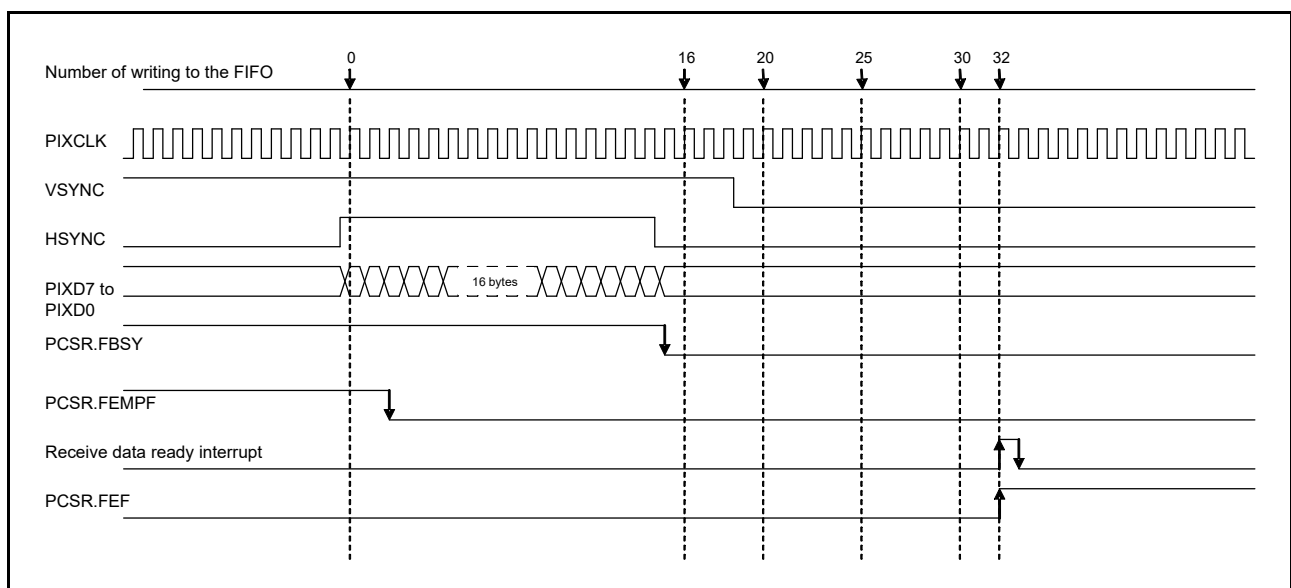 0 16 20 25 30 32
Number of writing to the FIFO
PIXCLK
VSYNC
HSYNC
16 bytes
PIXD7 to
PIXD0
PCSR.FBSY
PCSR.FEMPF
Receive data ready interrupt
PCSR.FEF